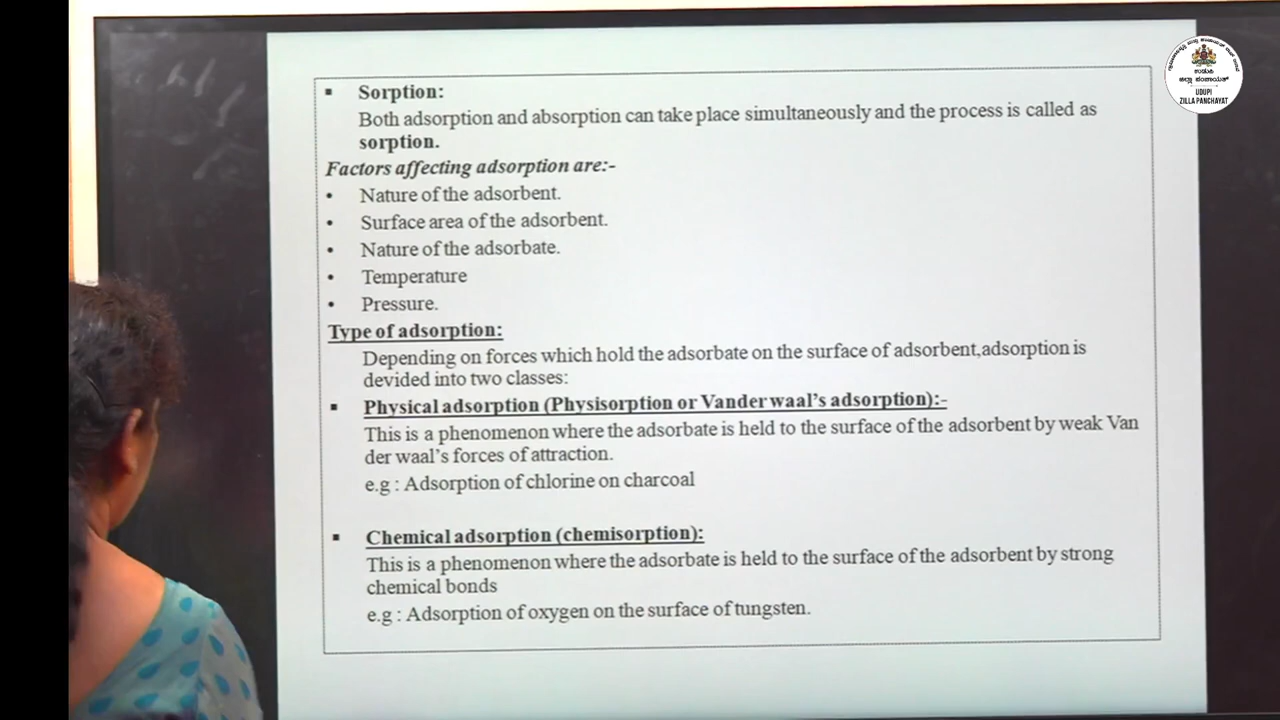 Sorption:
Both adsorption and absorption can take place simultaneously and the process is called as
sorption.
Factors affecting adsorption are:-
• Nature of the adsorbent.
• Surface area of the adsorbent.
• Nature of the adsorbate.
• Temperature
• Pressure.
Type of adsorption:
Depending on forces which hold the adsorbate on the surface of adsorbent,adsorption is
devided into two classes:
Physical adsorption (Physisorption or Vander waal's adsorption):-
This is a phenomenon where the adsorbate is held to the surface of the adsorbent by weak Van
der waal's forces of attraction.
e.g : Adsorption of chlorine on charcoal
Chemical adsorption (chemisorption):
This is a phenomenon where the adsorbate is held to the surface of the adsorbent by strong
chemical bonds
e.g : Adsorption of oxygen on the surface of tungsten.
ಉಡುಪಿ
ಜಿಲ್ಲಾ ಪಂಚಾಯತ್
UDUPI
ZILLA PANCHAYAT